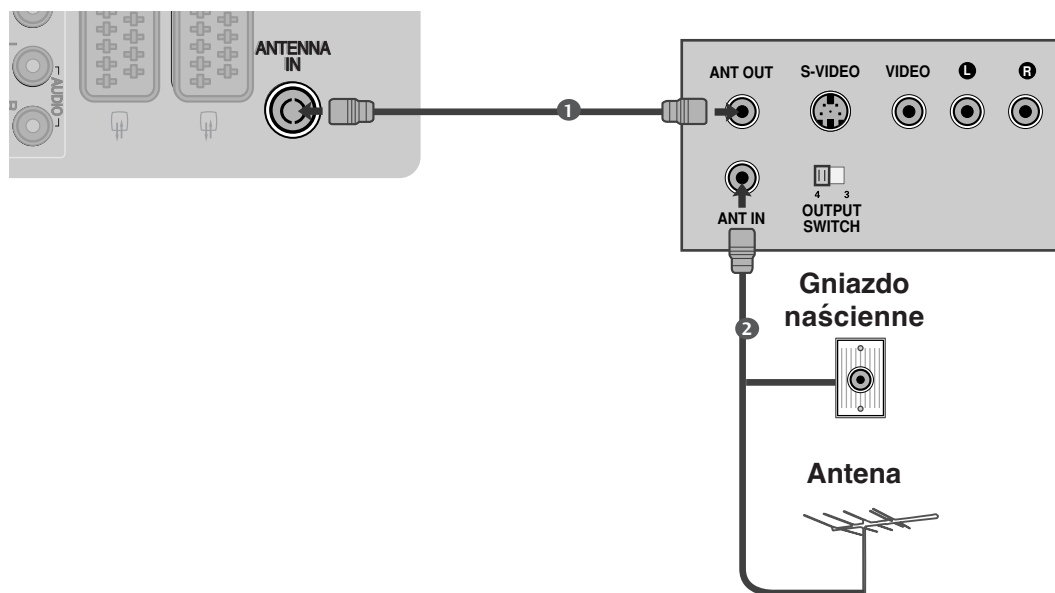 AUDIO
R
ANTENNA
IN
1
ANT OUT
S-VIDEO
VIDEO
L
R
ANT IN
4
3
OUTPUT
SWITCH
2
Gniazdo
naścienne
Antena